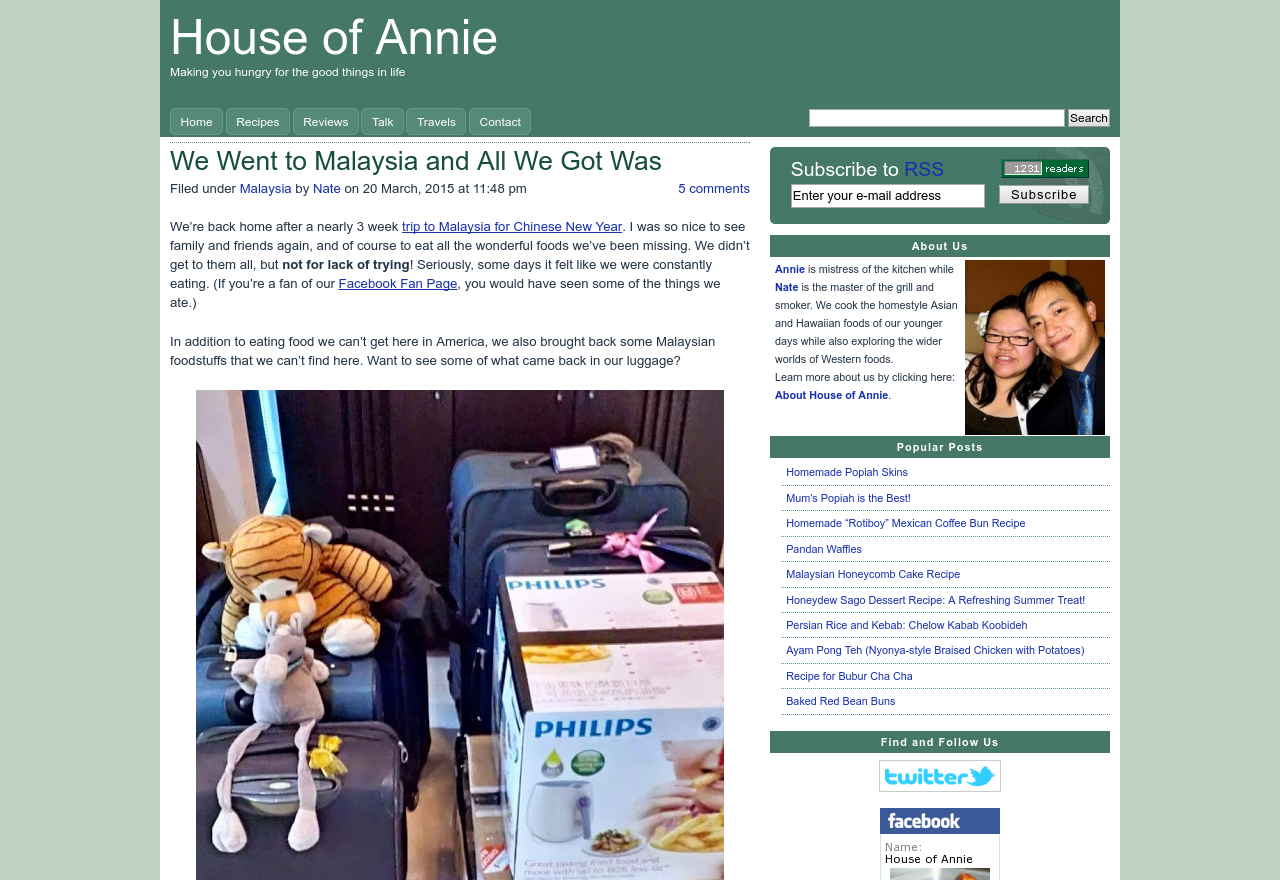 House of Annie
Making you hungry for the good things in life
Home
Recipes
Reviews
Talk
Travels
Contact
Search
We Went to Malaysia and All We Got Was
Filed under Malaysia by Nate on 20 March, 2015 at 11:48 pm
5 comments
We’re back home after a nearly 3 week trip to Malaysia for Chinese New Year. I was so nice to see
family and friends again, and of course to eat all the wonderful foods we’ve been missing. We didn’t
get to them all, but not for lack of trying! Seriously, some days it felt like we were constantly
eating. (If you’re a fan of our Facebook Fan Page, you would have seen some of the things we
ate.)
In addition to eating food we can’t get here in America, we also brought back some Malaysian
foodstuffs that we can’t find here. Want to see some of what came back in our luggage?
PHILIPS
PHILIPS
Great tasting fried food and
more with up to 80% less fat
Subscribe to RSS
1231 readers
Enter your e-mail address
Subscribe
About Us
Annie is mistress of the kitchen while
Nate is the master of the grill and
smoker. We cook the homestyle Asian
and Hawaiian foods of our younger
days while also exploring the wider
worlds of Western foods.
Learn more about us by clicking here:
About House of Annie.
Popular Posts
Homemade Popiah Skins
Mum’s Popiah is the Best!
Homemade “Rotiboy” Mexican Coffee Bun Recipe
Pandan Waffles
Malaysian Honeycomb Cake Recipe
Honeydew Sago Dessert Recipe: A Refreshing Summer Treat!
Persian Rice and Kebab: Chelow Kabab Koobideh
Ayam Pong Teh (Nyonya-style Braised Chicken with Potatoes)
Recipe for Bubur Cha Cha
Baked Red Bean Buns
Find and Follow Us
twitter
facebook
Name:
House of Annie